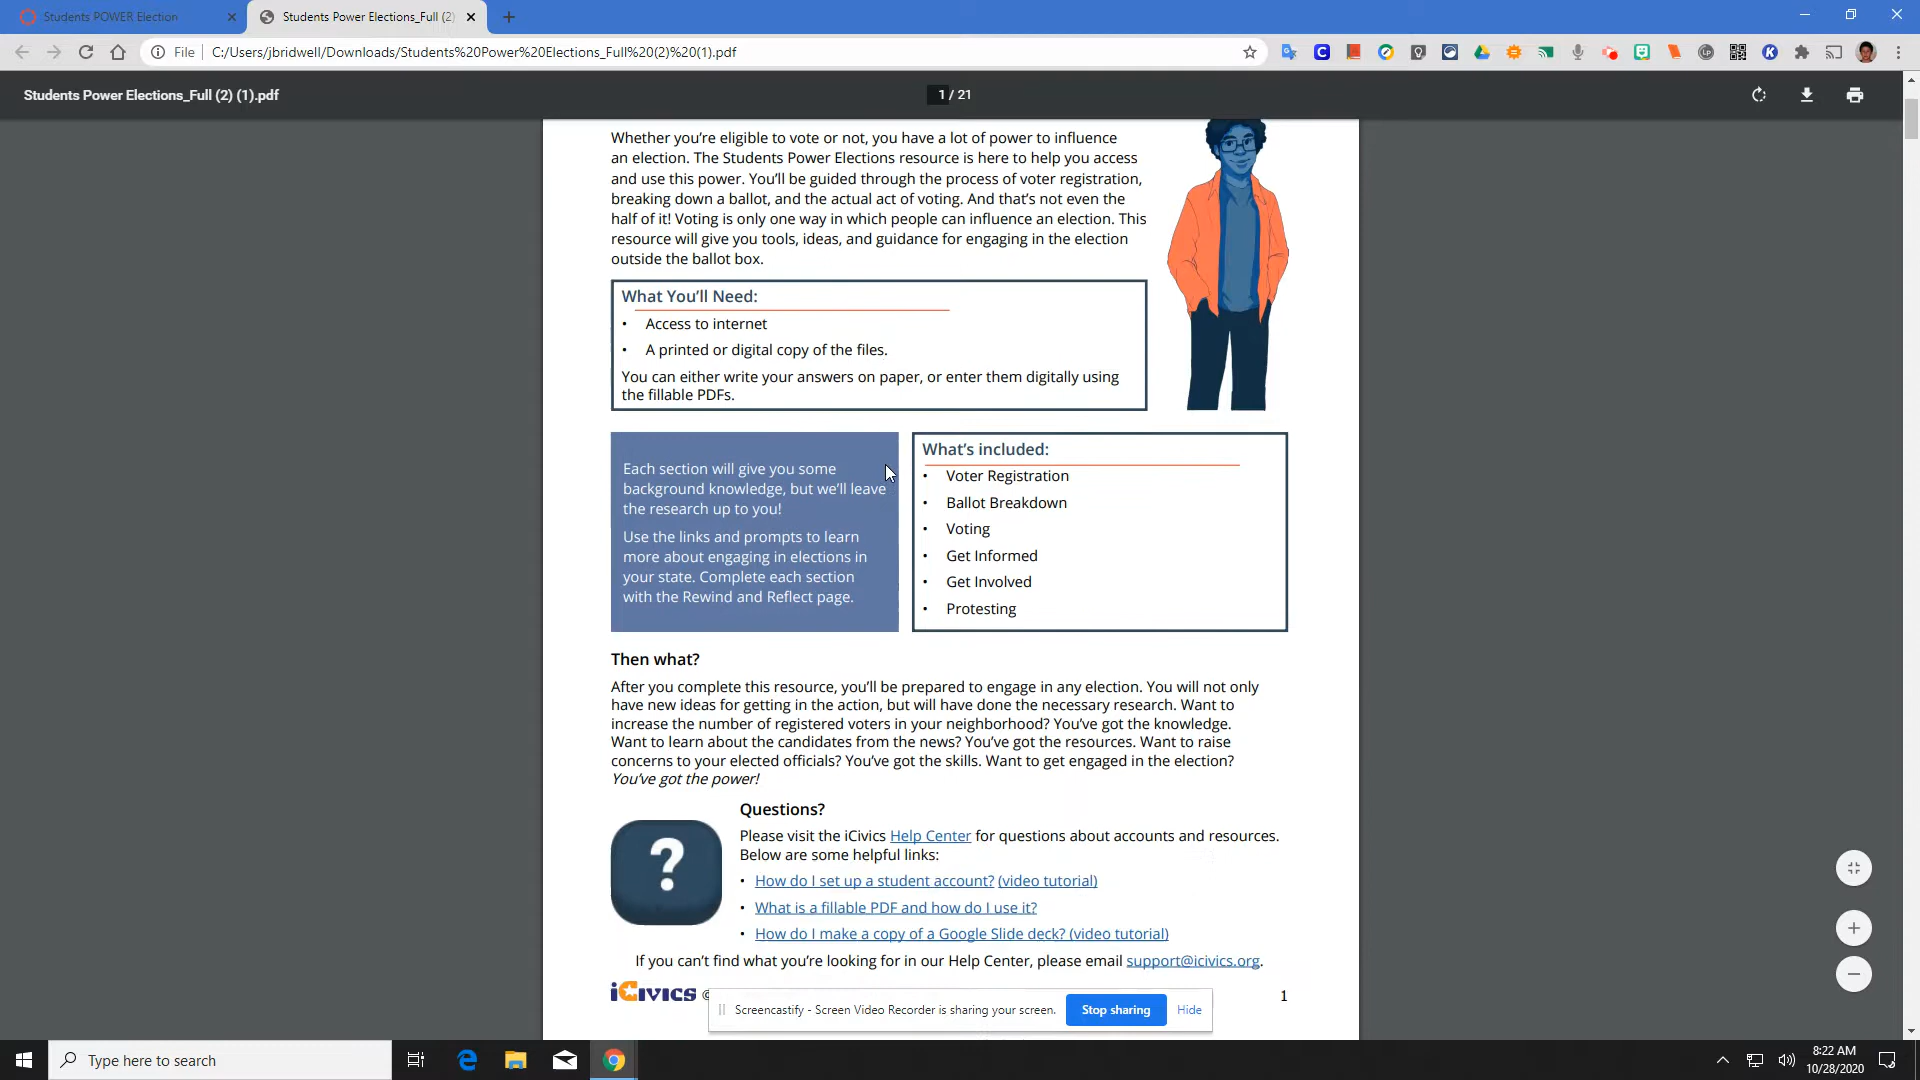 Students POWER Election
Students Power Elections_Full (2)
File
C:/Users/jbridwell/Downloads/Students%20Power%20Elections_Full%20(2)%20(1).pdf
Students Power Elections_Full (2) (1).pdf
1 / 21
Whether you're eligible to vote or not, you have a lot of power to influence
an election. The Students Power Elections resource is here to help you access
and use this power. You'll be guided through the process of voter registration,
breaking down a ballot, and the actual act of voting. And that's not even the
half of it! Voting is only one way in which people can influence an election. This
resource will give you tools, ideas, and guidance for engaging in the election
outside the ballot box.
What You'll Need:
• Access to internet
• A printed or digital copy of the files.
You can either write your answers on paper, or enter them digitally using
the fillable PDFs.
Each section will give you some
background knowledge, but we'll leave
the research up to you!
Use the links and prompts to learn
more about engaging in elections in
your state. Complete each section
with the Rewind and Reflect page.
What's included:
• Voter Registration
• Ballot Breakdown
• Voting
• Get Informed
• Get Involved
• Protesting
Then what?
After you complete this resource, you'll be prepared to engage in any election. You will not only
have new ideas for getting in the action, but will have done the necessary research. Want to
increase the number of registered voters in your neighborhood? You've got the knowledge.
Want to learn about the candidates from the news? You've got the resources. Want to raise
concerns to your elected officials? You've got the skills. Want to get engaged in the election?
You've got the power!
?
Questions?
Please visit the iCivics Help Center for questions about accounts and resources.
Below are some helpful links:
• How do I set up a student account? (video tutorial)
• What is a fillable PDF and how do I use it?
• How do I make a copy of a Google Slide deck? (video tutorial)
If you can't find what you're looking for in our Help Center, please email support@icivics.org.
iCivics
1
Screencastify - Screen Video Recorder is sharing your screen.
Stop sharing
Hide
Type here to search
8:22 AM
10/28/2020